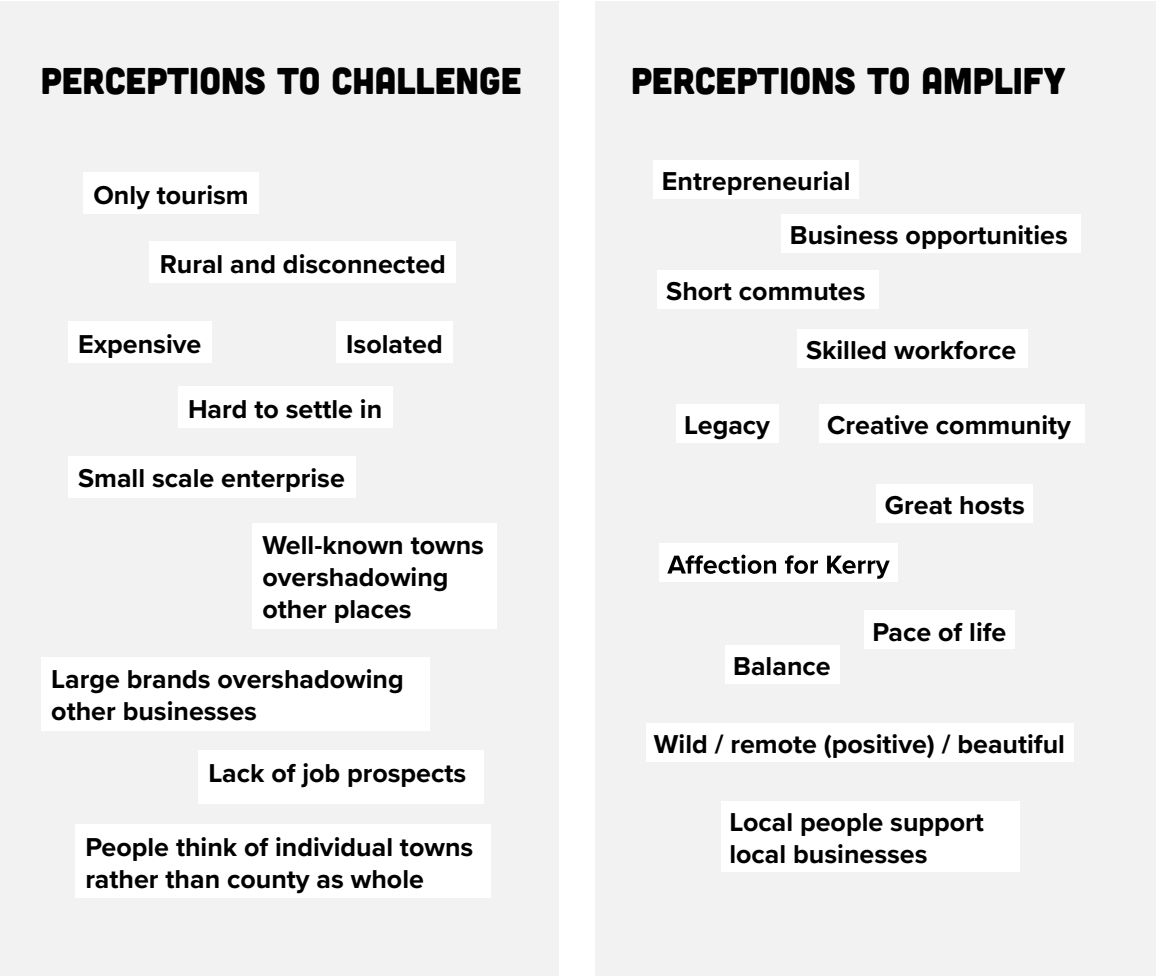 PERCEPTIONS TO CHALLENGE
Only tourism
Rural and disconnected
Expensive
Isolated
Hard to settle in
Small scale enterprise
Well-known towns
overshadowing
other places
Large brands overshadowing
other businesses
Lack of job prospects
People think of individual towns
rather than county as whole
PERCEPTIONS TO AMPLIFY
Entrepreneurial
Business opportunities
Short commutes
Skilled workforce
Legacy
Creative community
Great hosts
Affection for Kerry
Pace of life
Balance
Wild / remote (positive) / beautiful
Local people support
local businesses